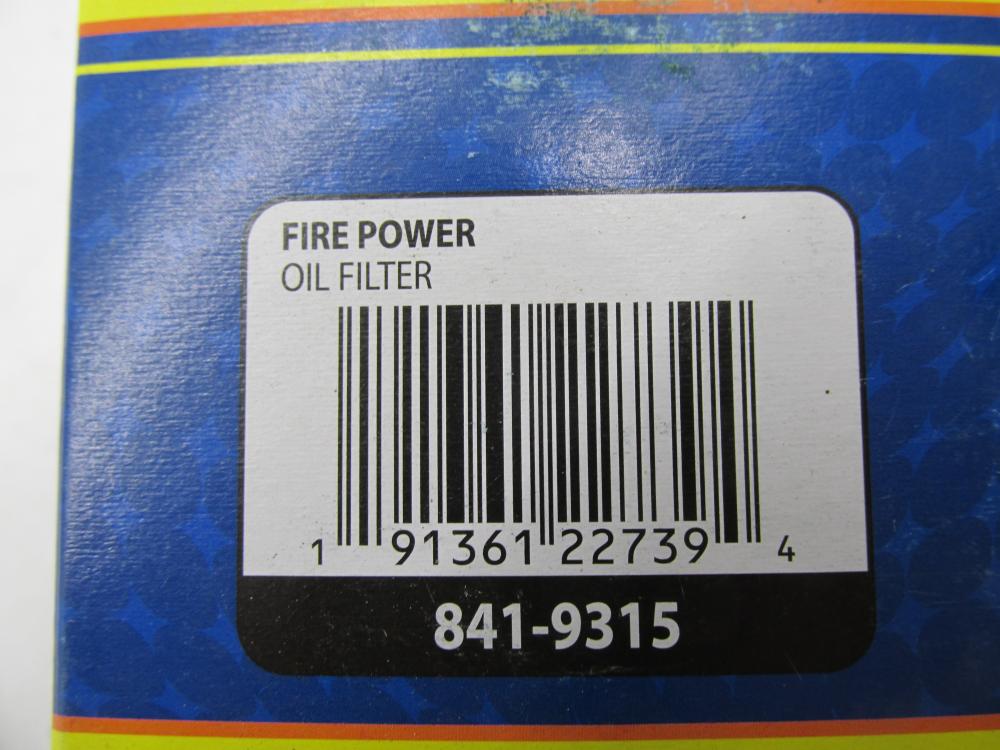 FIRE POWER
OIL FILTER
1 91361 22739 4
841-9315